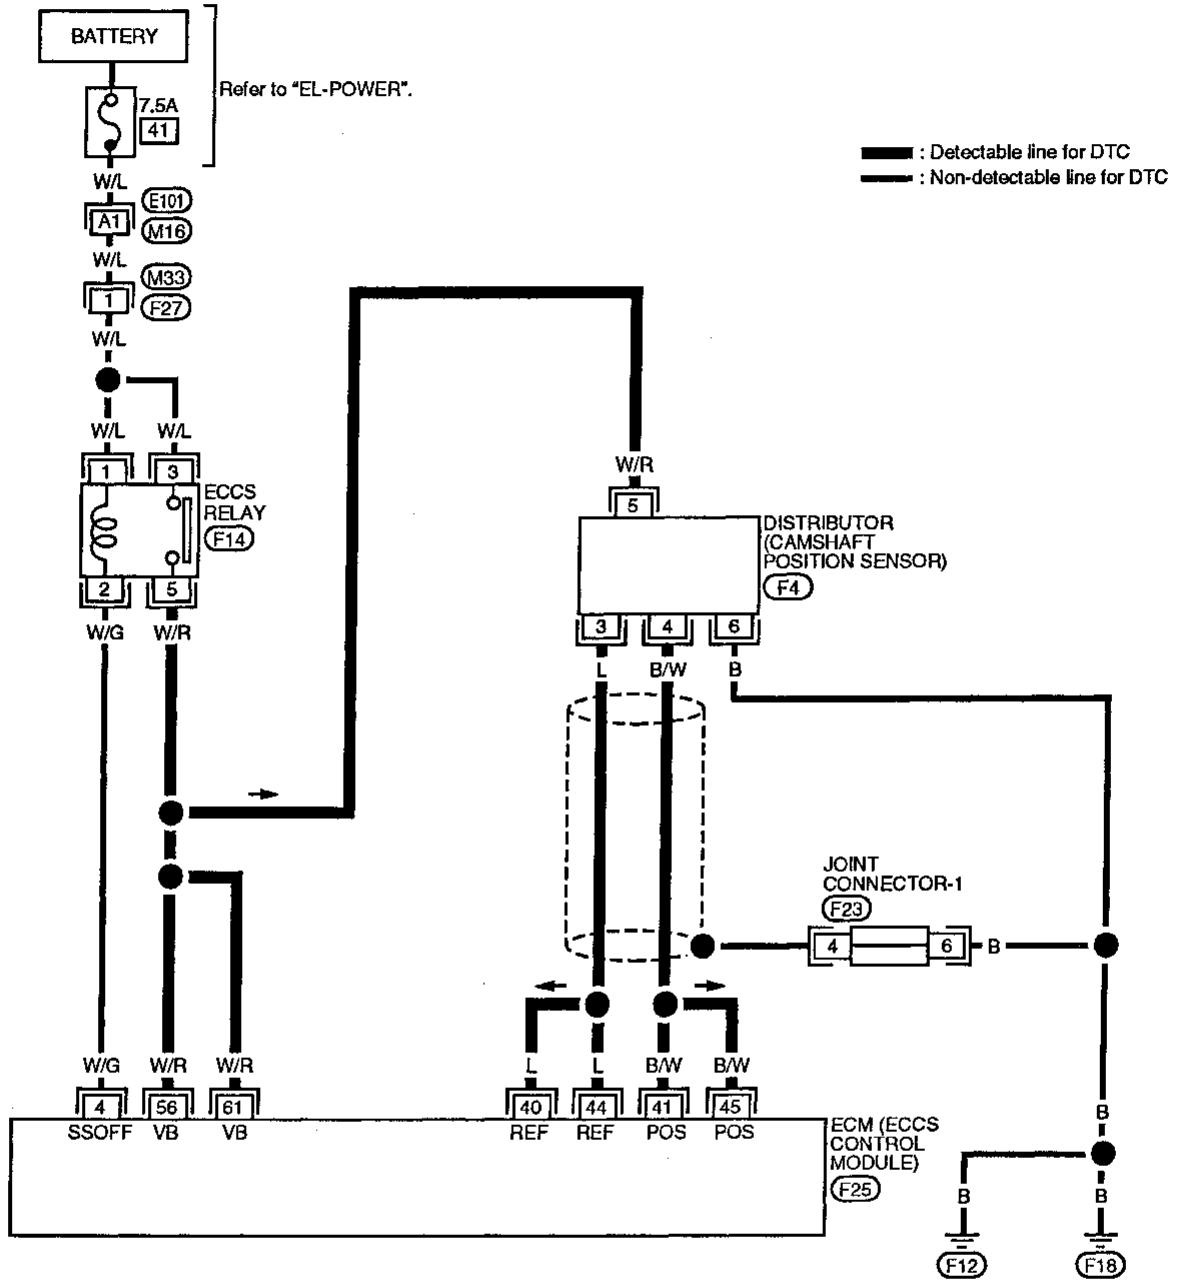 BATTERY
Refer to "EL-POWER".
7.5A
41
: Detectable line for DTC
: Non-detectable line for DTC
W/L
E101
A1
M16
W/L
M33
1
F27
W/L
W/L W/L
1 3
ECCS
RELAY
F14
2 5
W/G W/R
W/R
5
DISTRIBUTOR
(CAMSHAFT
POSITION SENSOR)
F4
3 4 6
L B/W B
JOINT
CONNECTOR-1
F23
4 6 B
W/G W/R W/R L L B/W B/W
4 56 61 40 44 41 45
SSOFF VB VB REF REF POS POS
ECM (ECCS
CONTROL
MODULE)
F25
B
B B
F12 F18